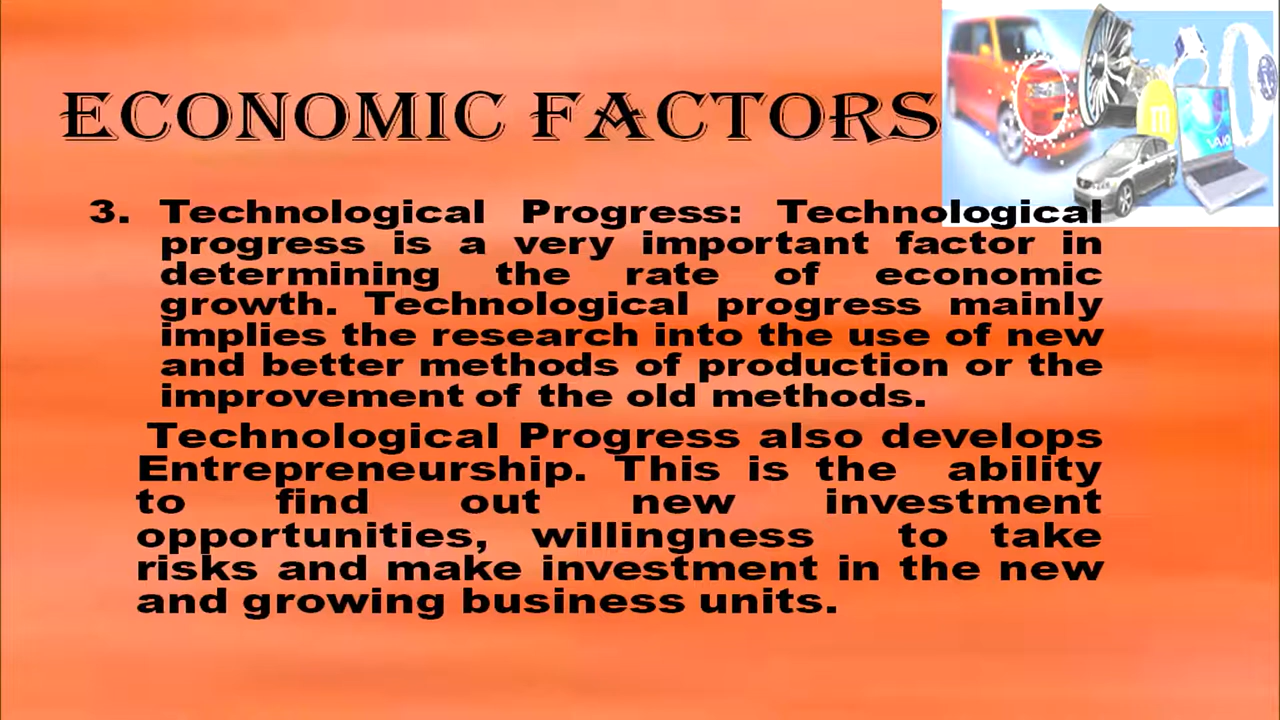 ECONOMIC FACTORS
3. Technological Progress: Technological
progress is a very important factor in
determining the rate of economic
growth. Technological progress mainly
implies the research into the use of new
and better methods of production or the
improvement of the old methods.
Technological Progress also develops
Entrepreneurship. This is the ability
to find out new investment
opportunities, willingness to take
risks and make investment in the new
and growing business units.
m
VAIO